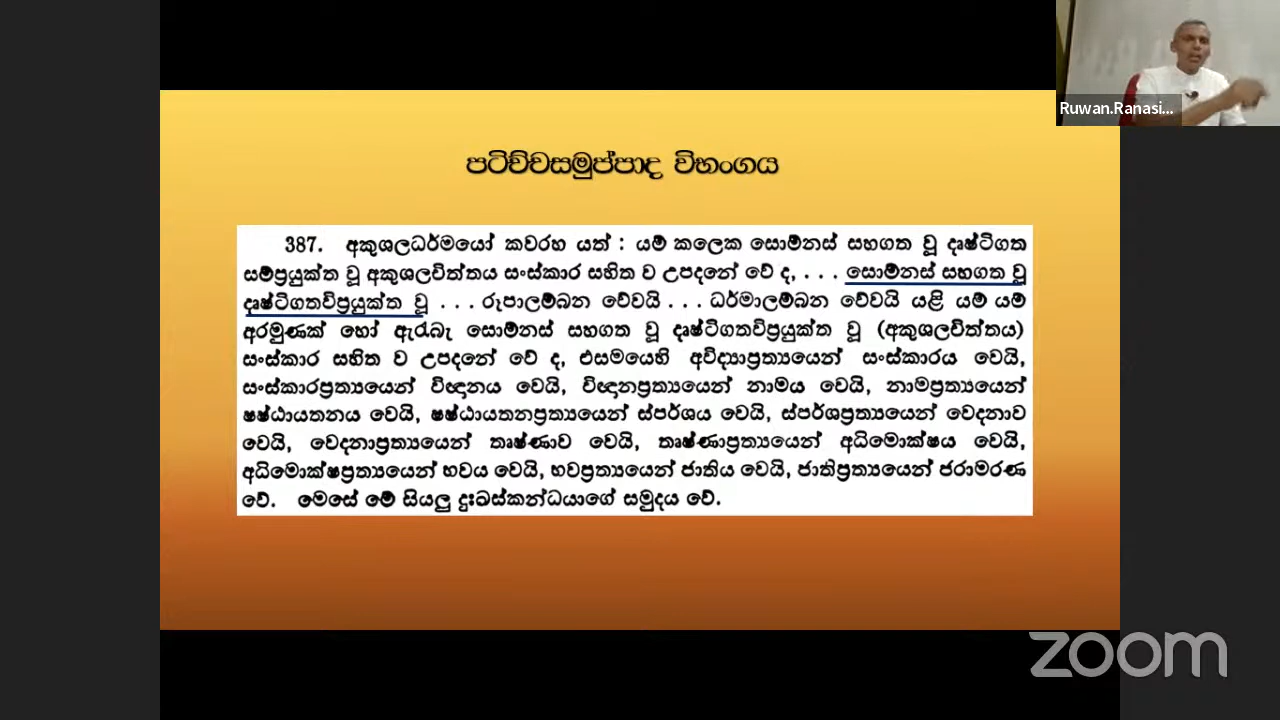 Ruwan.Ranasi...
පටිච්චසමුප්පාද විභංගය
387. අකුශලධර්මයෝ කවරහ යත් : යම් කලෙක සොම්නස් සහගත වූ දෘෂ්ටිගත
සම්ප්‍රයුක්ත වූ අකුශලචිත්තය සංස්කාර සහිත ව උපදනේ වේ ද, . . . සොම්නස් සහගත වූ
දෘෂ්ටිගතවිප්‍රයුක්ත වූ . . . රූපාලම්බන වේවයි . . . ධර්මාලම්බන වේවයි යළි යම් යම්
අරමුණක් හෝ ඇරැබැ සොම්නස් සහගත වූ දෘෂ්ටිගතවිප්‍රයුක්ත වූ (අකුශලචිත්තය)
සංස්කාර සහිත ව උපදනේ වේ ද, එසමයෙහි අවිද්‍යාප්‍රත්‍යයෙන් සංස්කාරය වෙයි,
සංස්කාරප්‍රත්‍යයෙන් විඥානය වෙයි, විඥානප්‍රත්‍යයෙන් නාමය වෙයි, නාමප්‍රත්‍යයෙන්
ෂෂ්ඨායතනය වෙයි, ෂෂ්ඨායතනප්‍රත්‍යයෙන් ස්පර්ශය වෙයි, ස්පර්ශප්‍රත්‍යයෙන් වෙදනාව
වෙයි, වෙදනාප්‍රත්‍යයෙන් තෘෂ්ණාව වෙයි, තෘෂ්ණාප්‍රත්‍යයෙන් අධිමොක්ෂය වෙයි,
අධිමොක්ෂප්‍රත්‍යයෙන් භවය වෙයි, භවප්‍රත්‍යයෙන් ජාතිය වෙයි, ජාතිප්‍රත්‍යයෙන් ජරාමරණ
වේ. මෙසේ මේ සියලු දුඃඛස්කන්ධයාගේ සමුදය වේ.
zoom